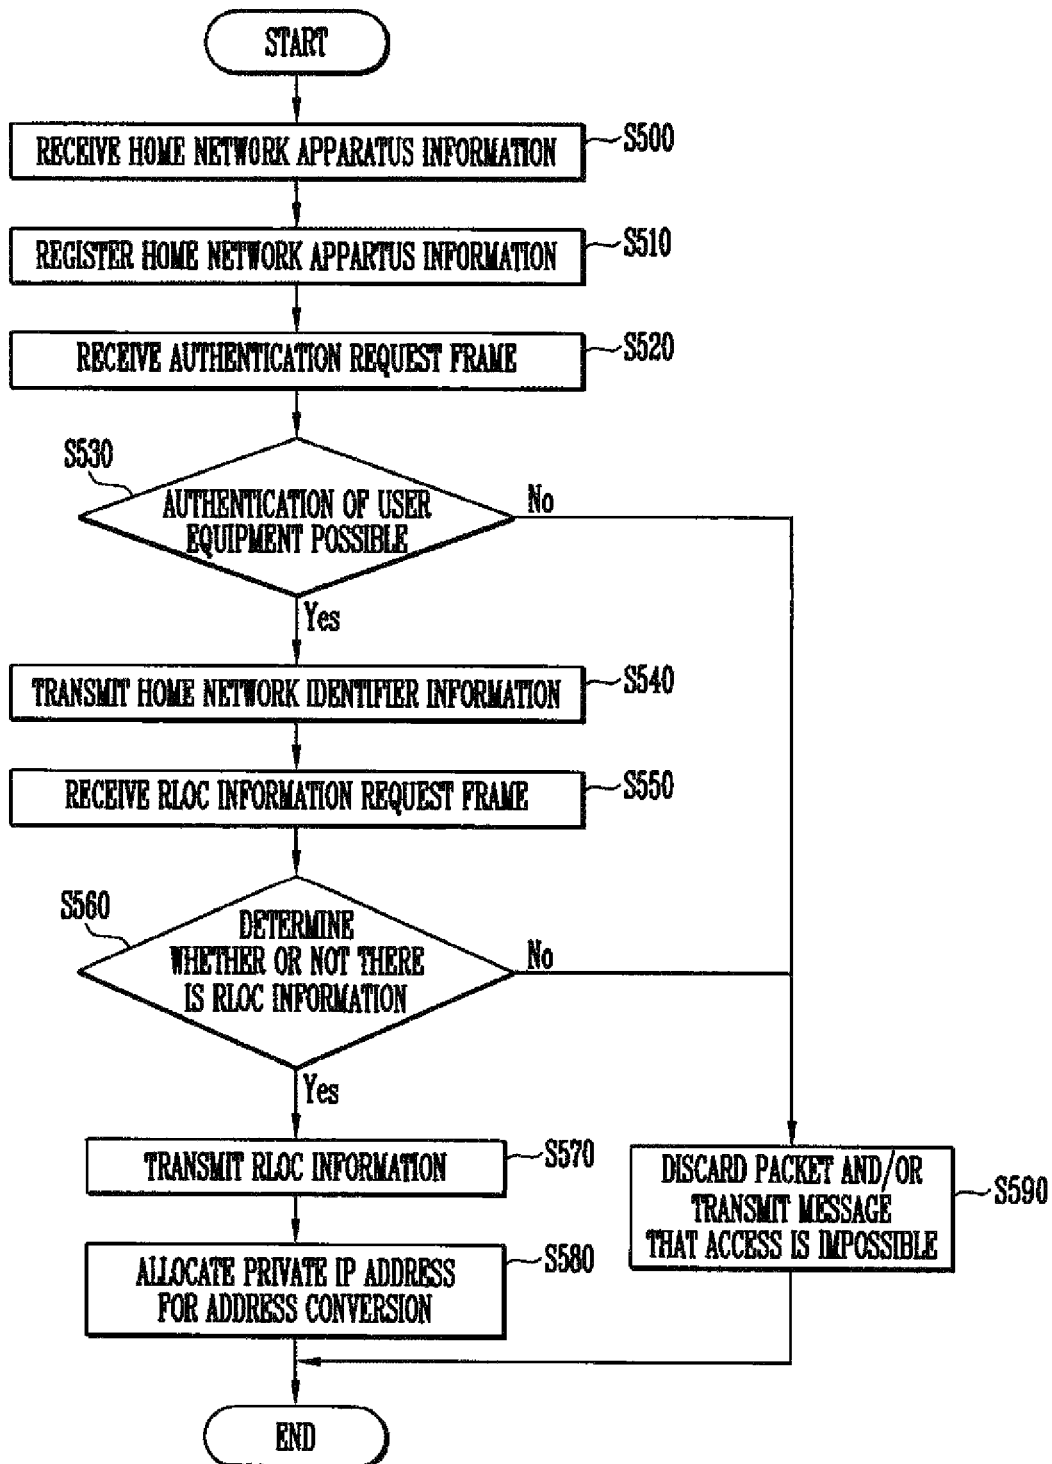 START
RECEIVE HOME NETWORK APPARATUS INFORMATION
S500
REGISTER HOME NETWORK APPARTUS INFORMATION
S510
RECEIVE AUTHENTICATION REQUEST FRAME
S520
S530
AUTHENTICATION OF USER
EQUIPMENT POSSIBLE
No
Yes
TRANSMIT HOME NETWORK IDENTIFIER INFORMATION
S540
RECEIVE RLOC INFORMATION REQUEST FRAME
S550
S560
DETERMINE
WHETHER OR NOT THERE
IS RLOC INFORMATION
No
Yes
TRANSMIT RLOC INFORMATION
S570
DISCARD PACKET AND/OR
TRANSMIT MESSAGE
THAT ACCESS IS IMPOSSIBLE
S590
ALLOCATE PRIVATE IP ADDRESS
FOR ADDRESS CONVERSION
S580
END